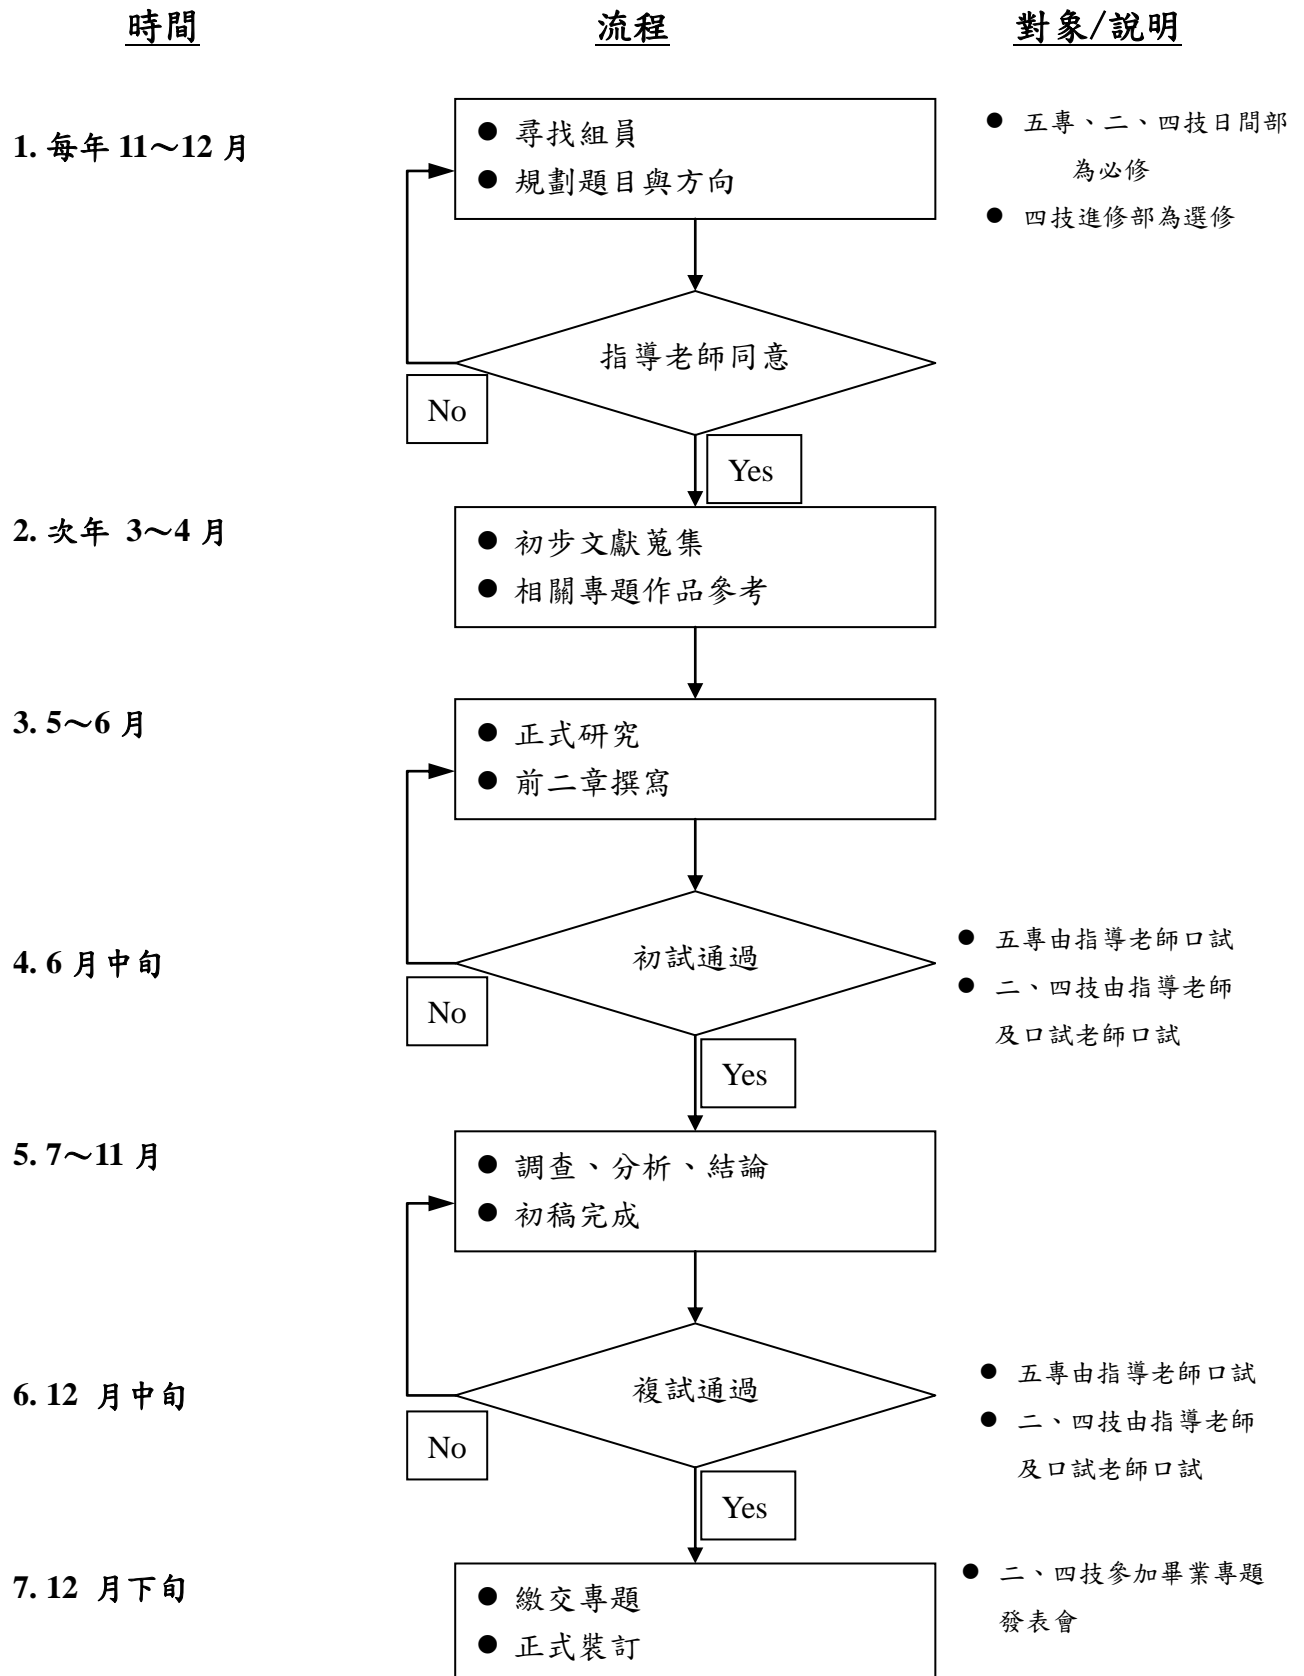 時間 流程 對象/說明
1. 每年 11～12 月
● 尋找組員
● 規劃題目與方向
● 五專、二、四技日間部
為必修
● 四技進修部為選修
指導老師同意
No
Yes
2. 次年 3～4 月
● 初步文獻蒐集
● 相關專題作品參考
3. 5～6 月
● 正式研究
● 前二章撰寫
4. 6 月中旬
初試通過
● 五專由指導老師口試
● 二、四技由指導老師
及口試老師口試
No
Yes
5. 7～11 月
● 調查、分析、結論
● 初稿完成
6. 12 月中旬
複試通過
● 五專由指導老師口試
● 二、四技由指導老師
及口試老師口試
No
Yes
7. 12 月下旬
● 繳交專題
● 正式裝訂
● 二、四技參加畢業專題
發表會